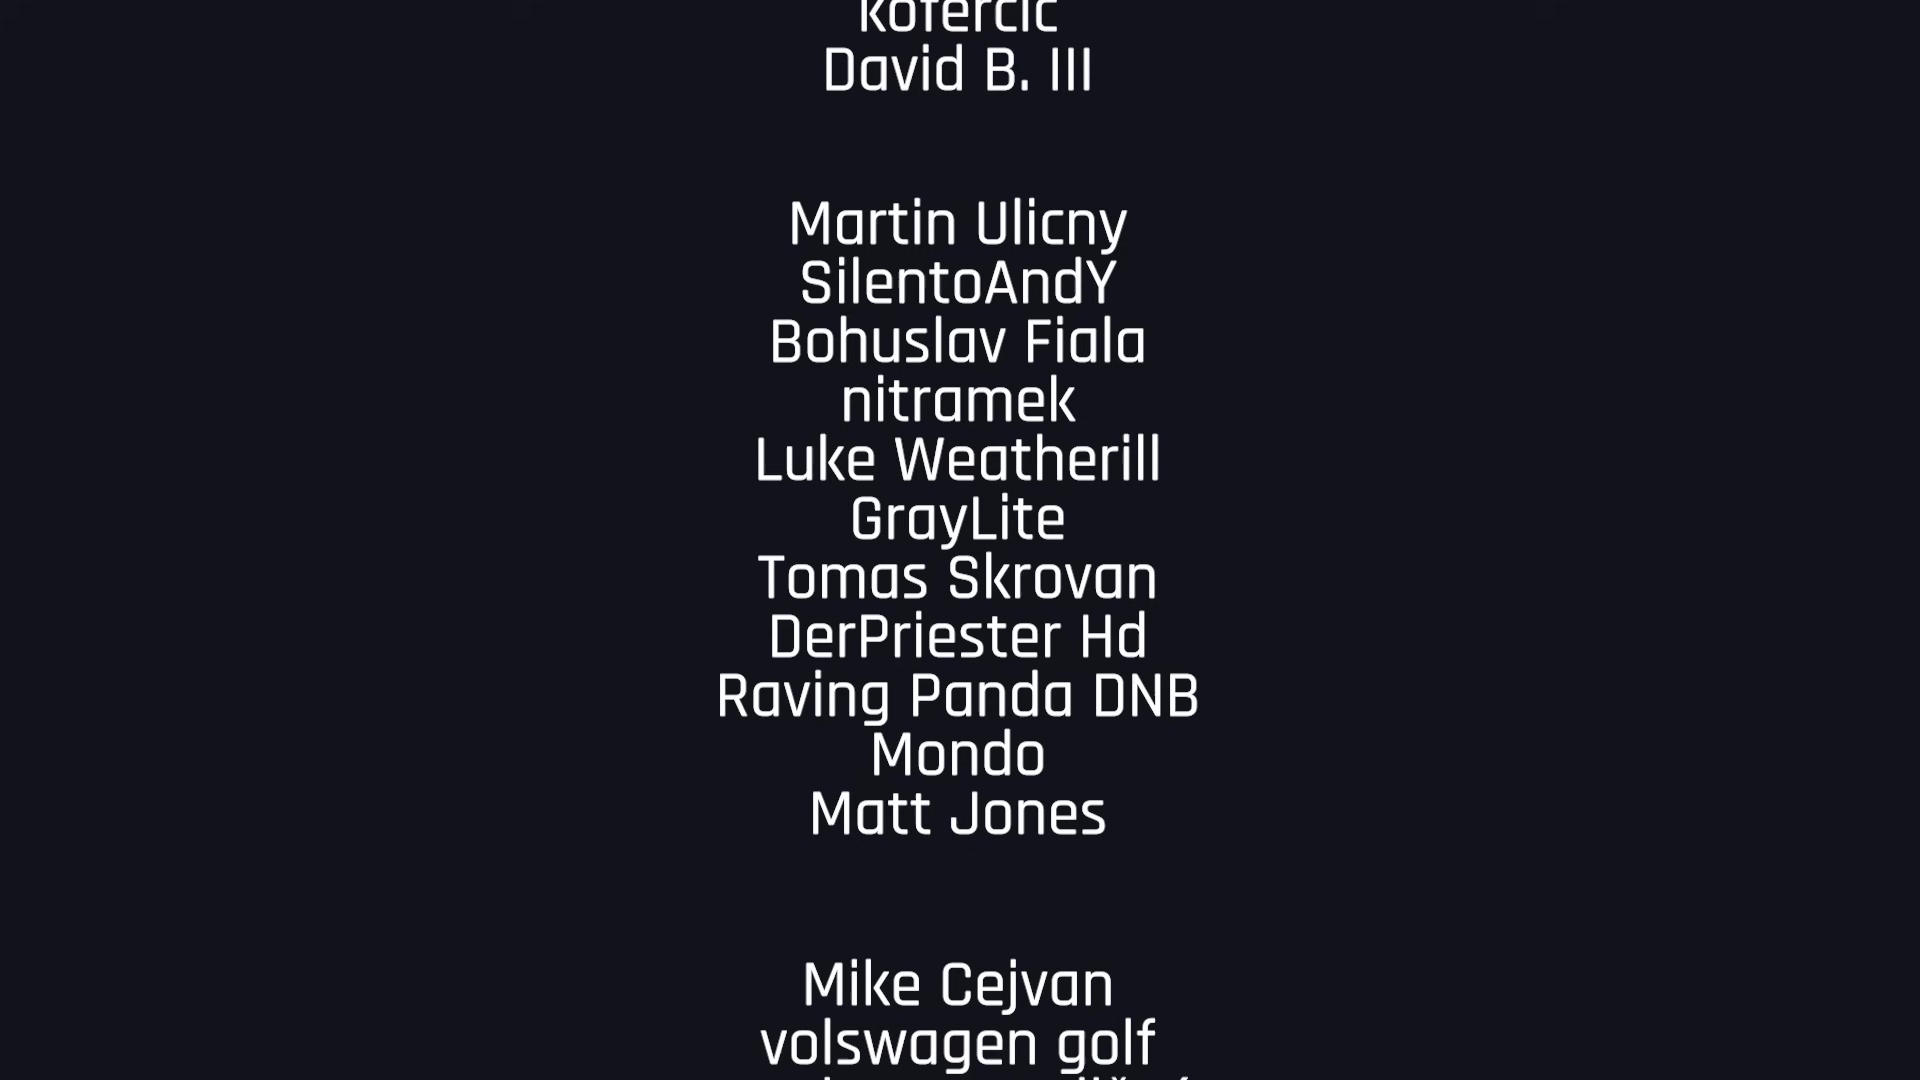 kofercic
David B. III
Martin Ulicny
SilentoAndY
Bohuslav Fiala
nitramek
Luke Weatherill
GrayLite
Tomas Skrovan
DerPriester Hd
Raving Panda DNB
Mondo
Matt Jones
Mike Cejvan
volswagen golf